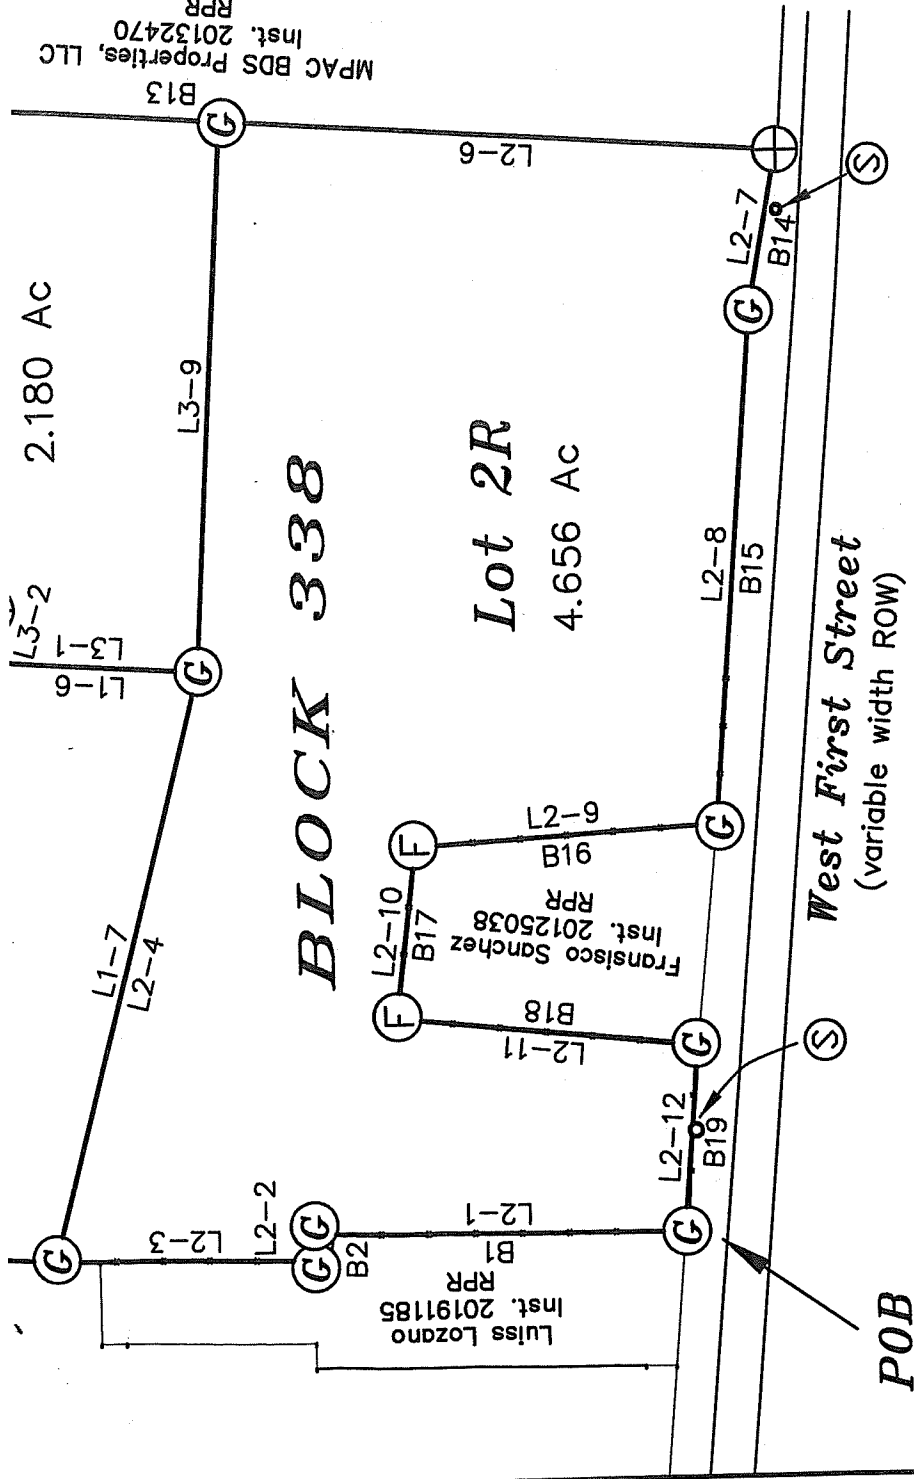 MPAC BDS Properties, LLC
Inst. 20132470
RPR
B13
G
L2-6
L2-7
B14
S
G
2.180 Ac
L3-9
L3-2
L3-1
L1-6
G
BLOCK 338
Lot 2R
4.656 Ac
L2-8
B15
West First Street
(variable width ROW)
G
L2-9
B16
F
L2-10
B17
F
Fransisco Sanchez
Inst. 20125038
RPR
B18
L2-11
G
L2-12
B19
S
L1-7
L2-4
G
L2-3
L2-2
G
G
B2
L2-1
B1
G
Luiss Lozano
Inst. 20191185
RPR
POB